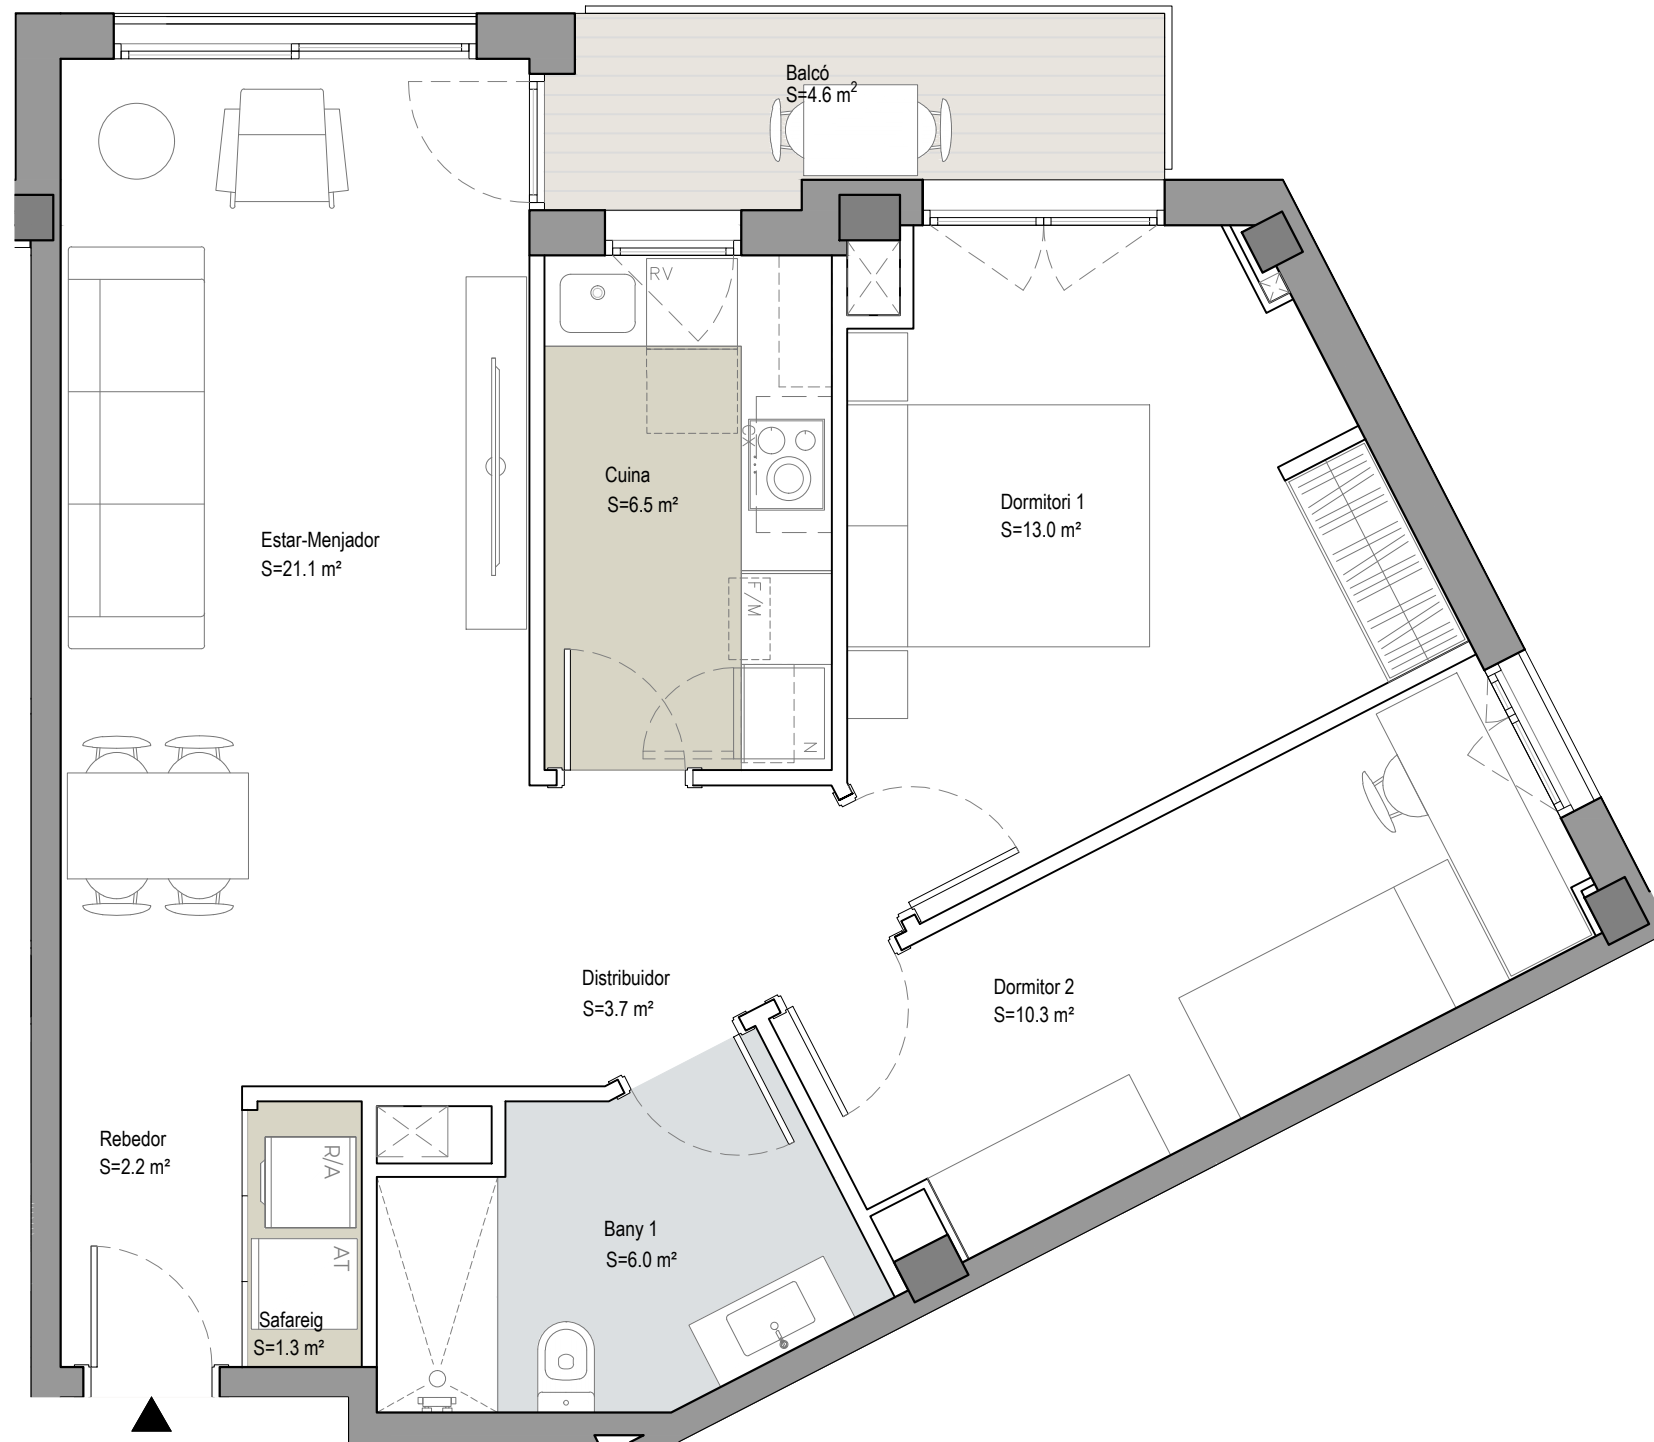 Balcó
S=4.6 m²
RV
CX
Cuina
S=6.5 m²
Dormitori 1
S=13.0 m²
Estar-Menjador
S=21.1 m²
F/M
N
Distribuidor
S=3.7 m²
Dormitor 2
S=10.3 m²
Rebedor
S=2.2 m²
R/A
AT
Bany 1
S=6.0 m²
Safareig
S=1.3 m²